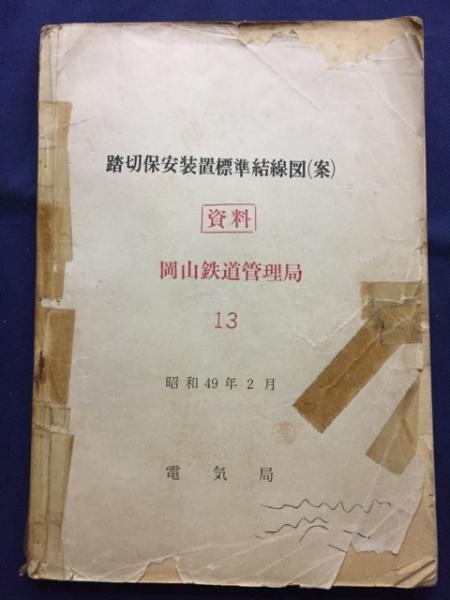 踏切保安装置標準結線図(案)
資料
岡山鉄道管理局
13
昭和49年2月
電気局